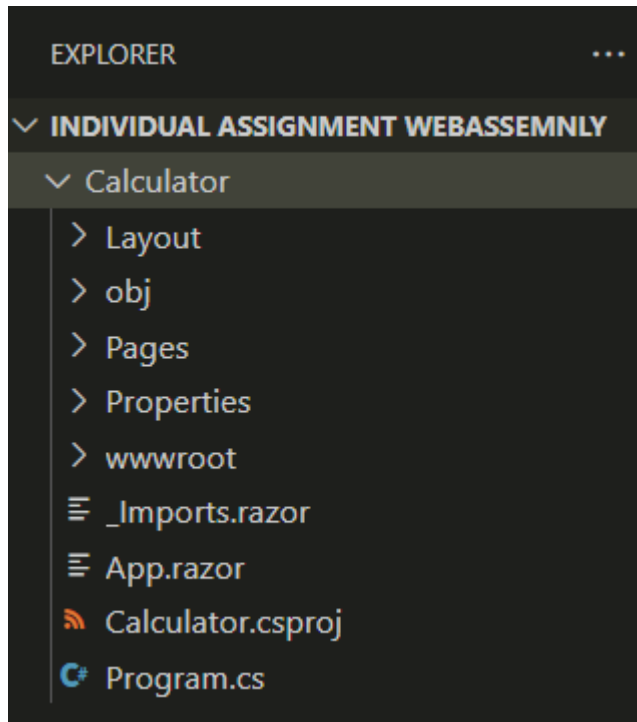 EXPLORER ...
INDIVIDUAL ASSIGNMENT WEBASSEMNLY
Calculator
Layout
obj
Pages
Properties
wwwroot
_Imports.razor
App.razor
Calculator.csproj
C# Program.cs